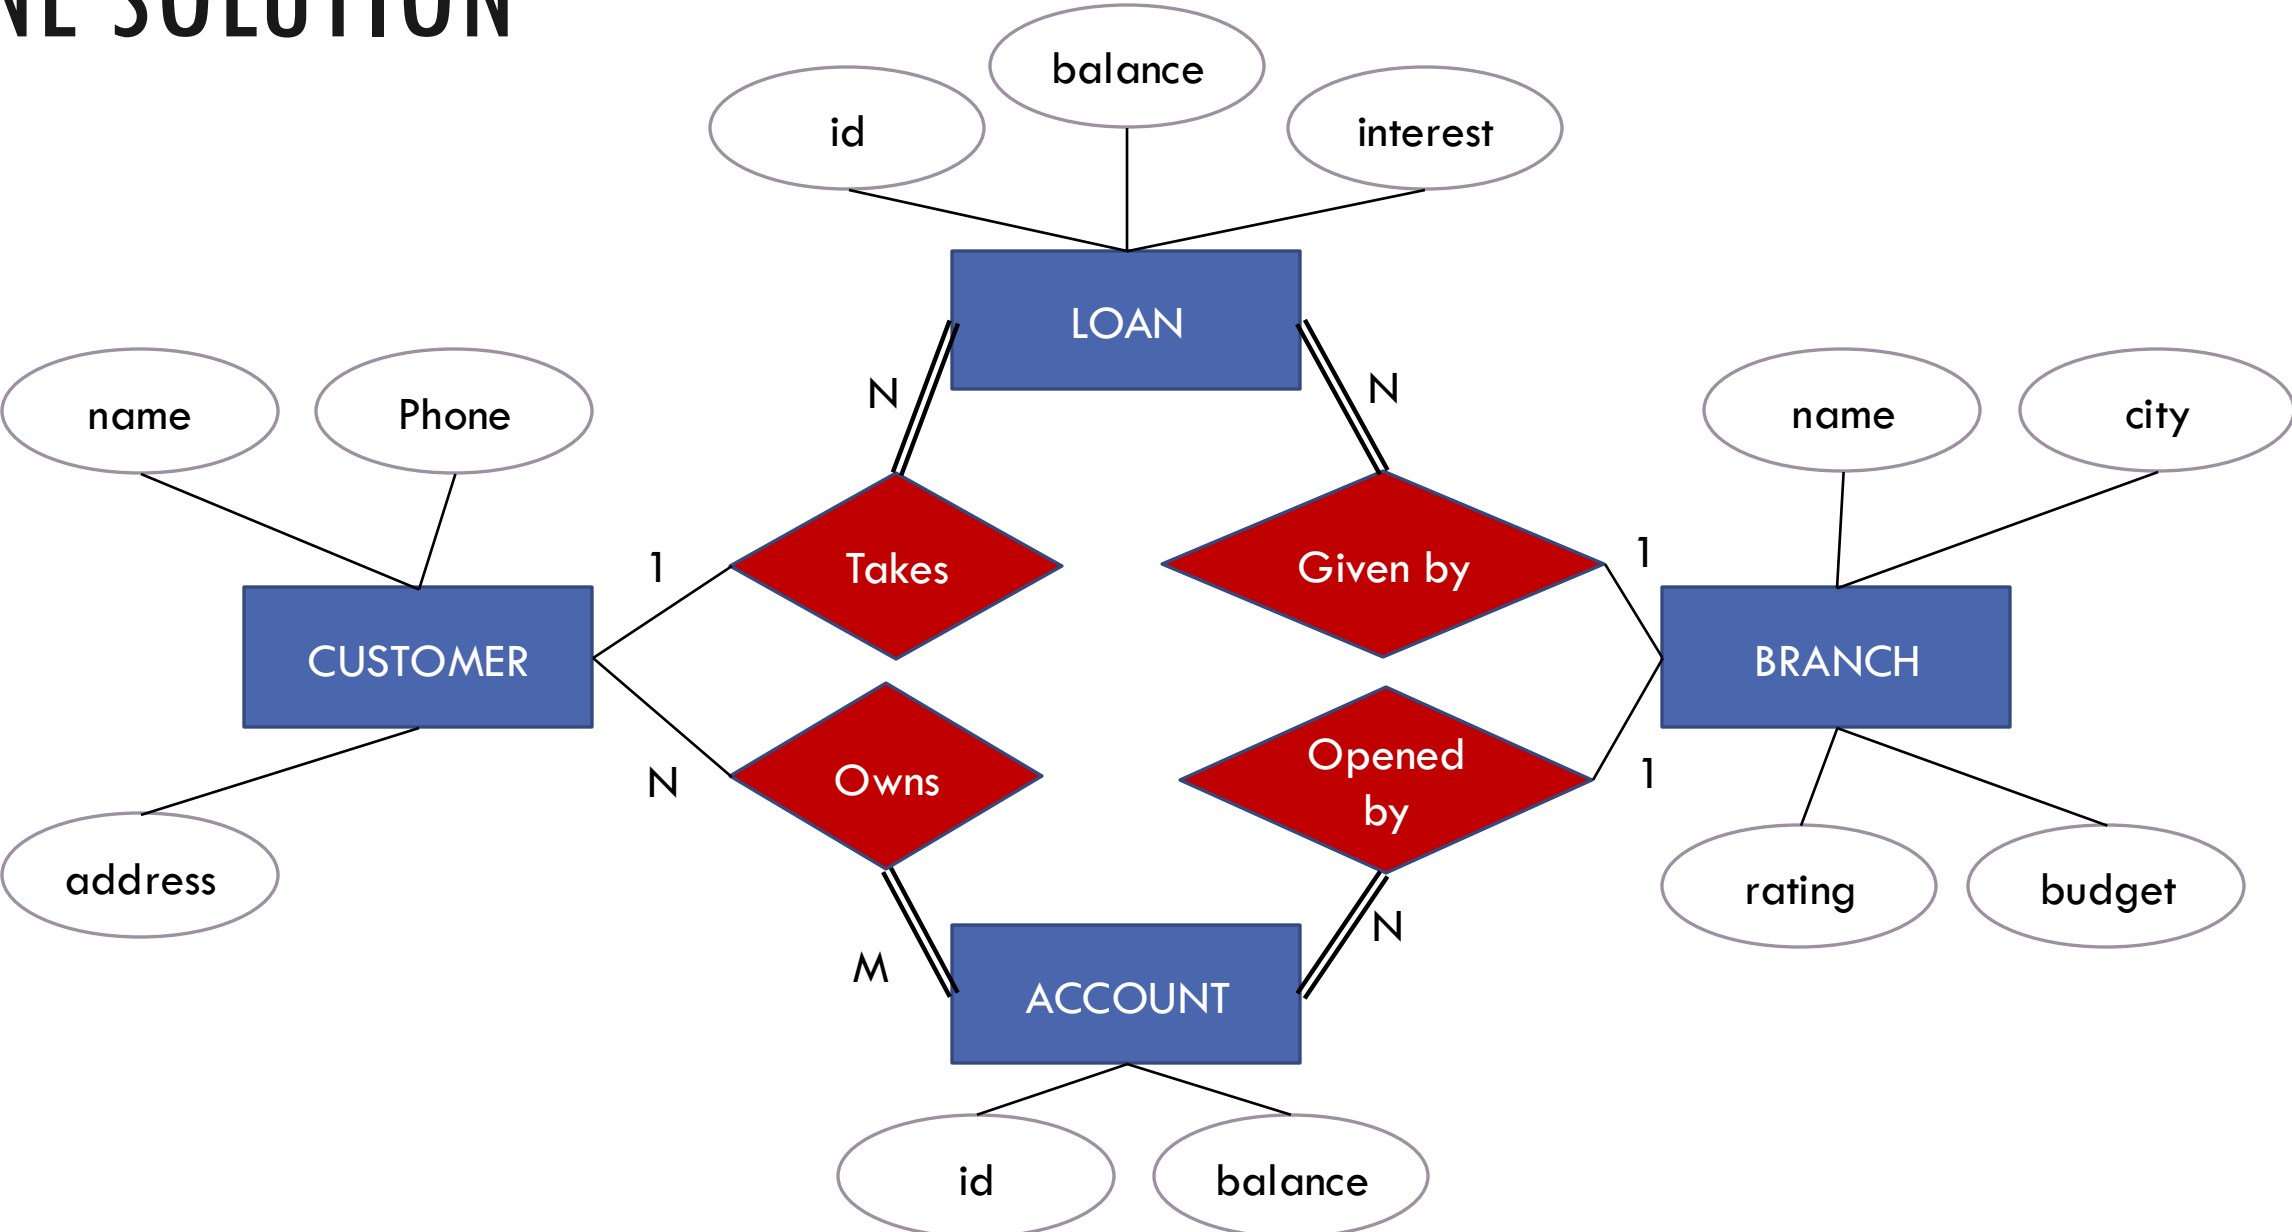 SOLUTION
balance
id
interest
LOAN
N
N
name
Phone
name
city
1
Takes
Given by
1
CUSTOMER
BRANCH
N
Owns
Opened
by
1
address
rating
budget
M
N
ACCOUNT
id
balance